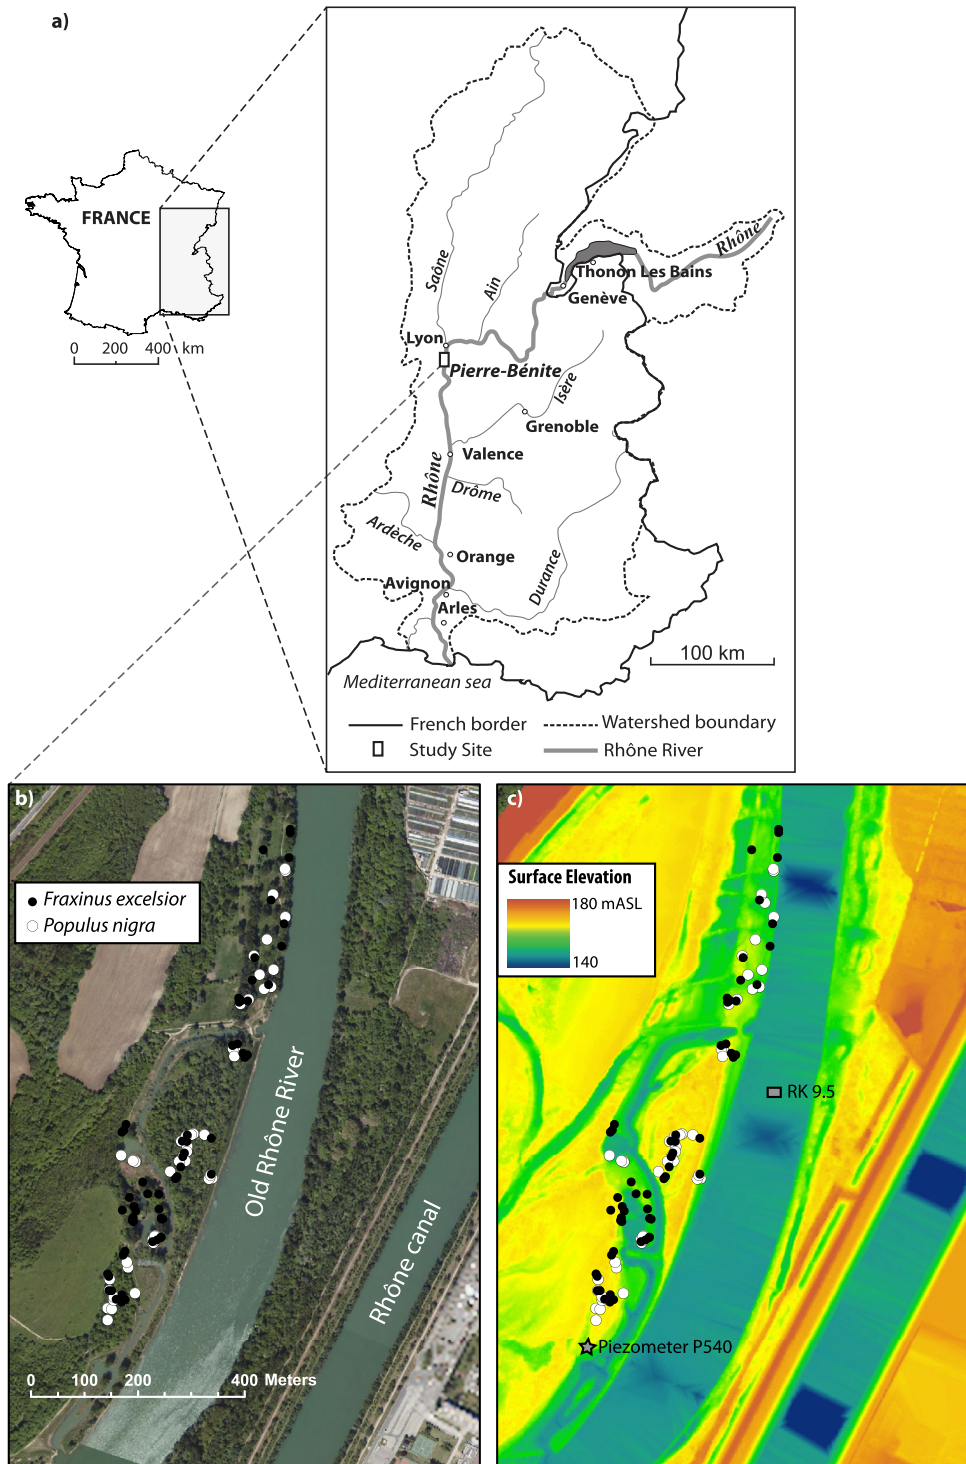 a)
FRANCE
0 200 400 km
Saône
Ain
Rhône
Thonon Les Bains
Genève
Lyon
Pierre-Bénite
Isère
Grenoble
Valence
Rhône
Drôme
Ardèche
Orange
Durance
Avignon
Arles
100 km
Mediterranean sea
French border
Watershed boundary
Study Site
Rhône River
b)
Fraxinus excelsior
Populus nigra
Old Rhône River
Rhône canal
0 100 200 400 Meters
c)
Surface Elevation
180 mASL
140
RK 9.5
Piezometer P540